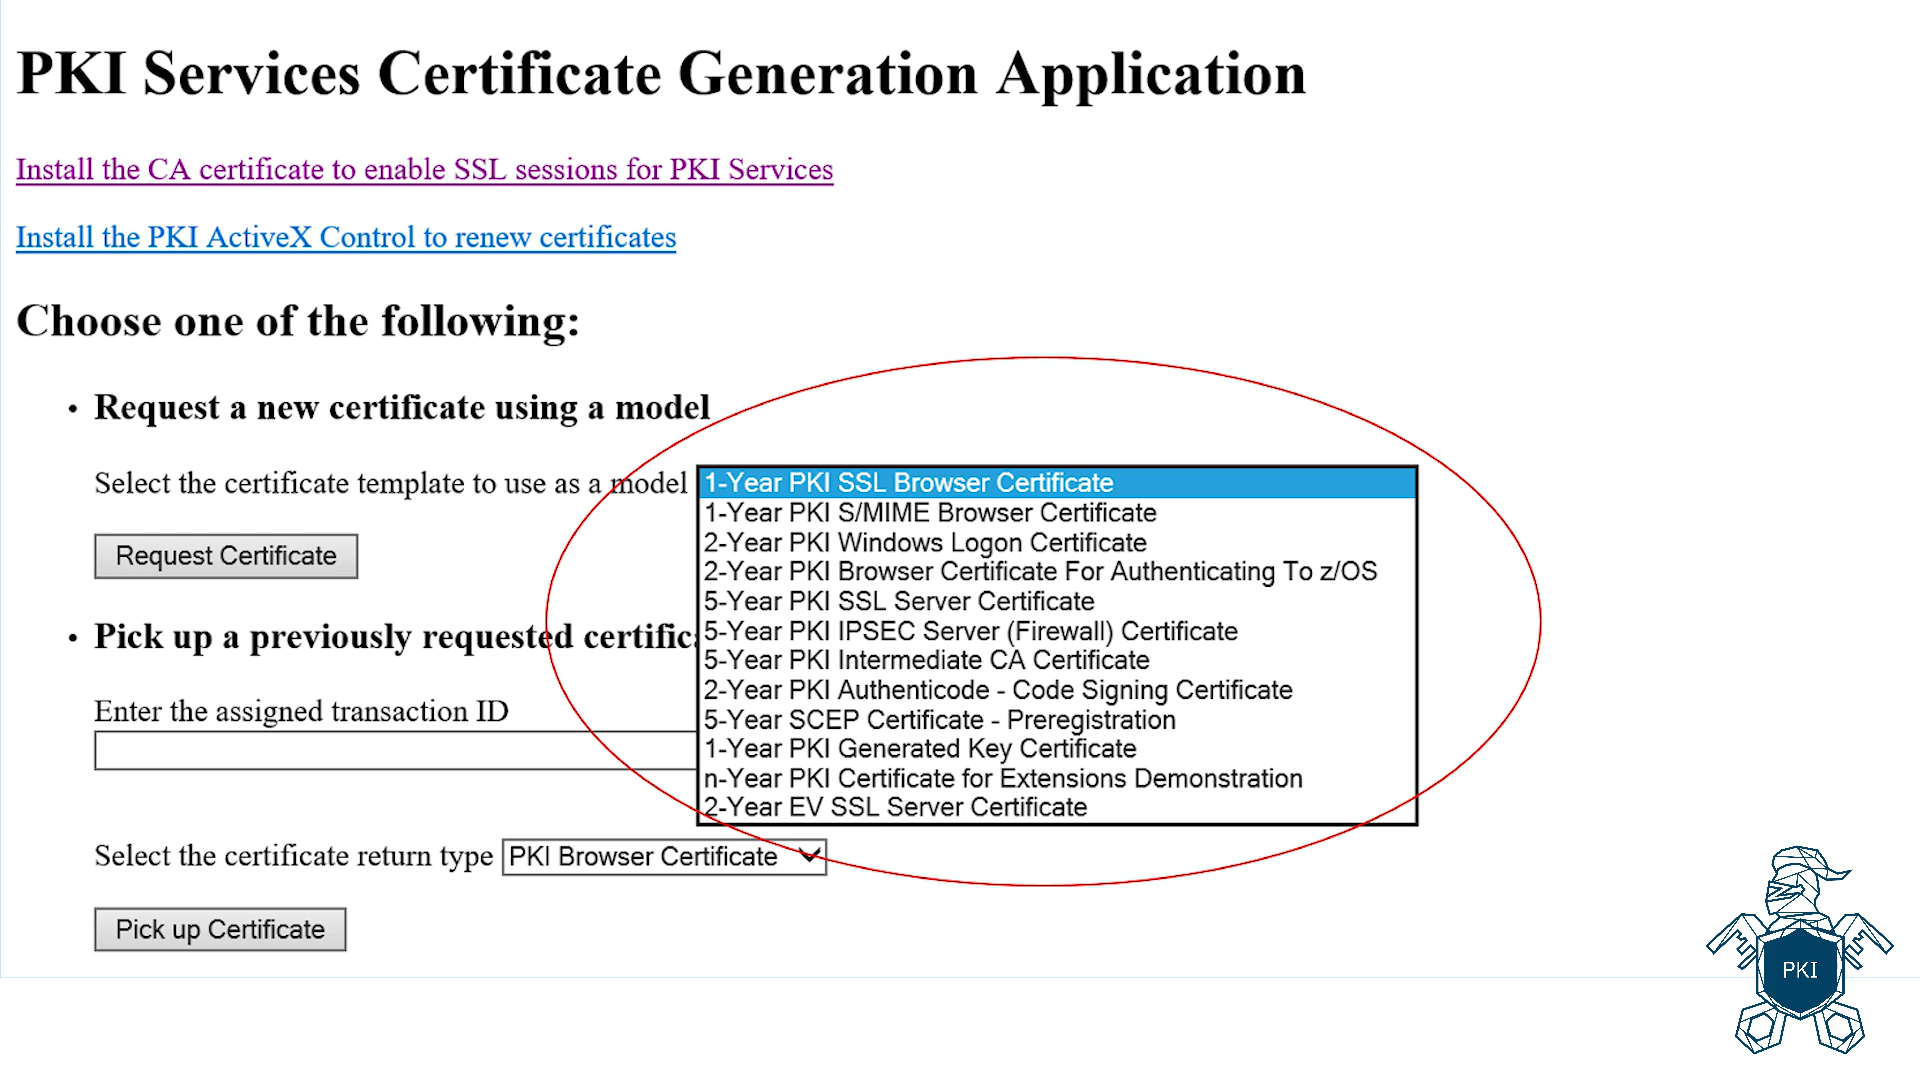 PKI Services Certificate Generation Application
Install the CA certificate to enable SSL sessions for PKI Services
Install the PKI ActiveX Control to renew certificates
Choose one of the following:
• Request a new certificate using a model
Select the certificate template to use as a model
1-Year PKI SSL Browser Certificate
1-Year PKI S/MIME Browser Certificate
2-Year PKI Windows Logon Certificate
2-Year PKI Browser Certificate For Authenticating To z/OS
5-Year PKI SSL Server Certificate
5-Year PKI IPSEC Server (Firewall) Certificate
5-Year PKI Intermediate CA Certificate
2-Year PKI Authenticode - Code Signing Certificate
5-Year SCEP Certificate - Preregistration
1-Year PKI Generated Key Certificate
n-Year PKI Certificate for Extensions Demonstration
2-Year EV SSL Server Certificate
Request Certificate
• Pick up a previously requested
Enter the assigned transaction ID
Select the certificate return type PKI Browser Certificate
Pick up Certificate
PKI